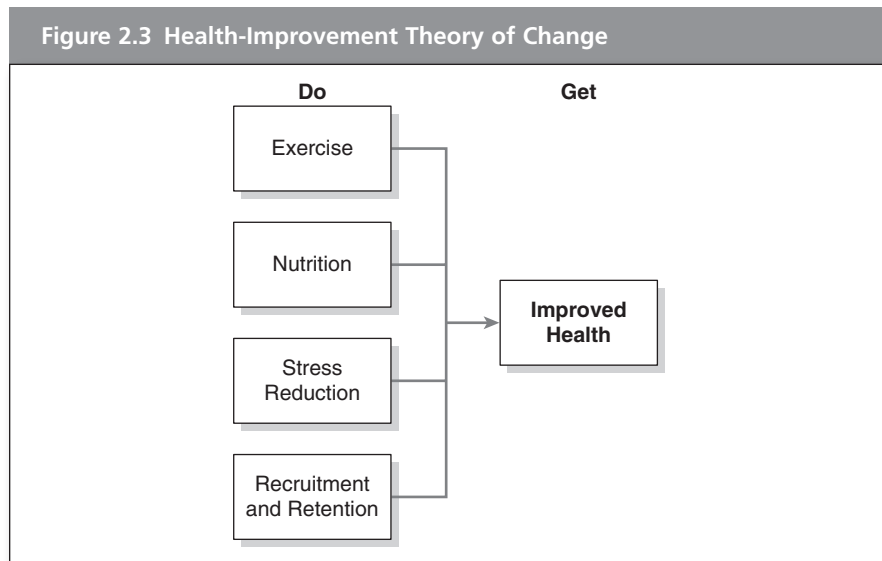 Figure 2.3 Health-Improvement Theory of Change
Do
Get
Exercise
Nutrition
Stress
Reduction
Recruitment
and Retention
Improved
Health